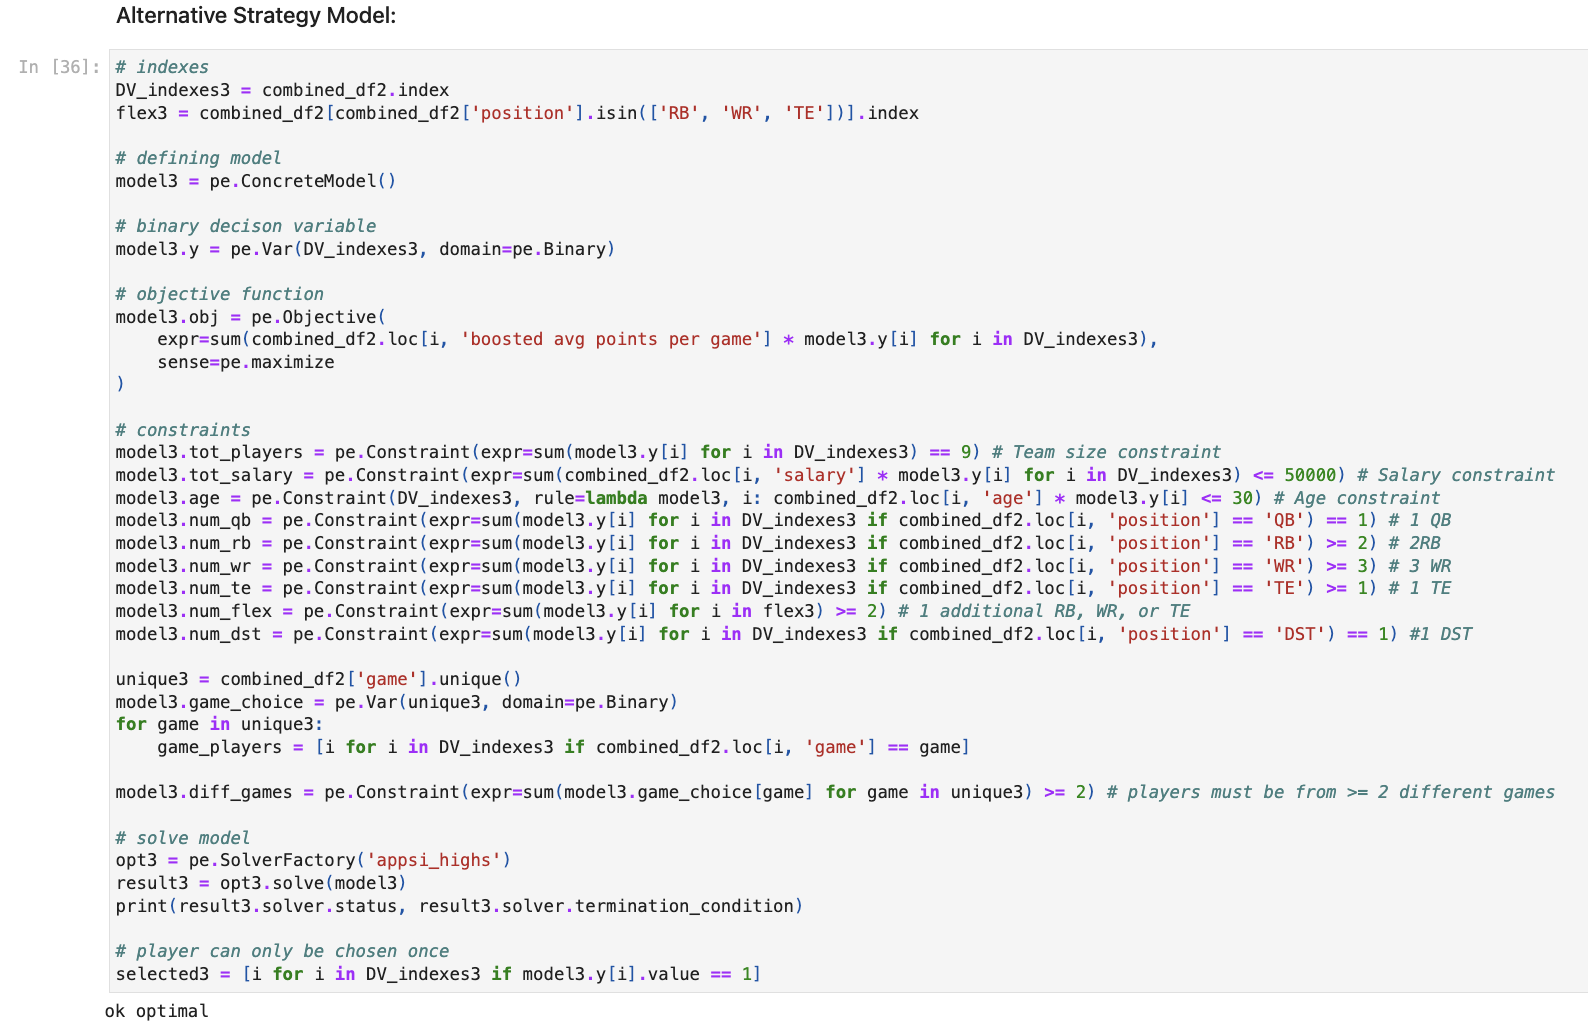 Alternative Strategy Model:
In [36]:
# indexes
DV_indexes3 = combined_df2.index
flex3 = combined_df2[combined_df2['position'].isin(['RB', 'WR', 'TE'])].index
# defining model
model3 = pe.ConcreteModel()
# binary decison variable
model3.y = pe.Var(DV_indexes3, domain=pe.Binary)
# objective function
model3.obj = pe.Objective(
    expr=sum(combined_df2.loc[i, 'boosted avg points per game'] * model3.y[i] for i in DV_indexes3),
    sense=pe.maximize
)
# constraints
model3.tot_players = pe.Constraint(expr=sum(model3.y[i] for i in DV_indexes3) == 9) # Team size constraint
model3.tot_salary = pe.Constraint(expr=sum(combined_df2.loc[i, 'salary'] * model3.y[i] for i in DV_indexes3) <= 50000) # Salary constraint
model3.age = pe.Constraint(DV_indexes3, rule=lambda model3, i: combined_df2.loc[i, 'age'] * model3.y[i] <= 30) # Age constraint
model3.num_qb = pe.Constraint(expr=sum(model3.y[i] for i in DV_indexes3 if combined_df2.loc[i, 'position'] == 'QB') == 1) # 1 QB
model3.num_rb = pe.Constraint(expr=sum(model3.y[i] for i in DV_indexes3 if combined_df2.loc[i, 'position'] == 'RB') >= 2) # 2RB
model3.num_wr = pe.Constraint(expr=sum(model3.y[i] for i in DV_indexes3 if combined_df2.loc[i, 'position'] == 'WR') >= 3) # 3 WR
model3.num_te = pe.Constraint(expr=sum(model3.y[i] for i in DV_indexes3 if combined_df2.loc[i, 'position'] == 'TE') >= 1) # 1 TE
model3.num_flex = pe.Constraint(expr=sum(model3.y[i] for i in flex3) >= 2) # 1 additional RB, WR, or TE
model3.num_dst = pe.Constraint(expr=sum(model3.y[i] for i in DV_indexes3 if combined_df2.loc[i, 'position'] == 'DST') == 1) #1 DST
unique3 = combined_df2['game'].unique()
model3.game_choice = pe.Var(unique3, domain=pe.Binary)
for game in unique3:
    game_players = [i for i in DV_indexes3 if combined_df2.loc[i, 'game'] == game]
model3.diff_games = pe.Constraint(expr=sum(model3.game_choice[game] for game in unique3) >= 2) # players must be from >= 2 different games
# solve model
opt3 = pe.SolverFactory('appsi_highs')
result3 = opt3.solve(model3)
print(result3.solver.status, result3.solver.termination_condition)
# player can only be chosen once
selected3 = [i for i in DV_indexes3 if model3.y[i].value == 1]
ok optimal